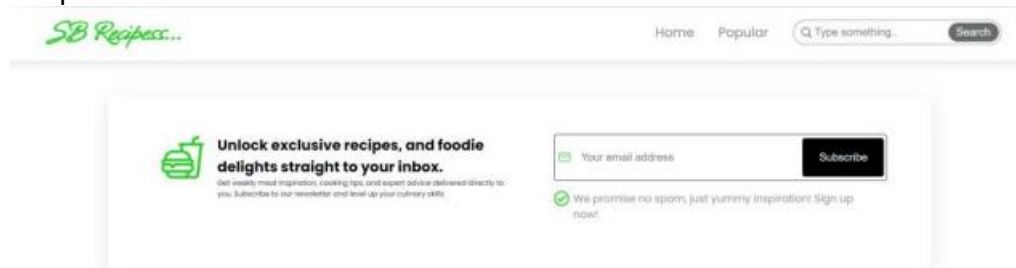 SB Recipess...
Home Popular Type something.. Search
Unlock exclusive recipes, and foodie
delights straight to your inbox.
Get weekly meal inspiration, cooking tips, and expert advice delivered directly to
you. Subscribe to our newsletter and level up your culinary skills
Your email address Subscribe
We promise no spam, just yummy inspiration! Sign up
now!